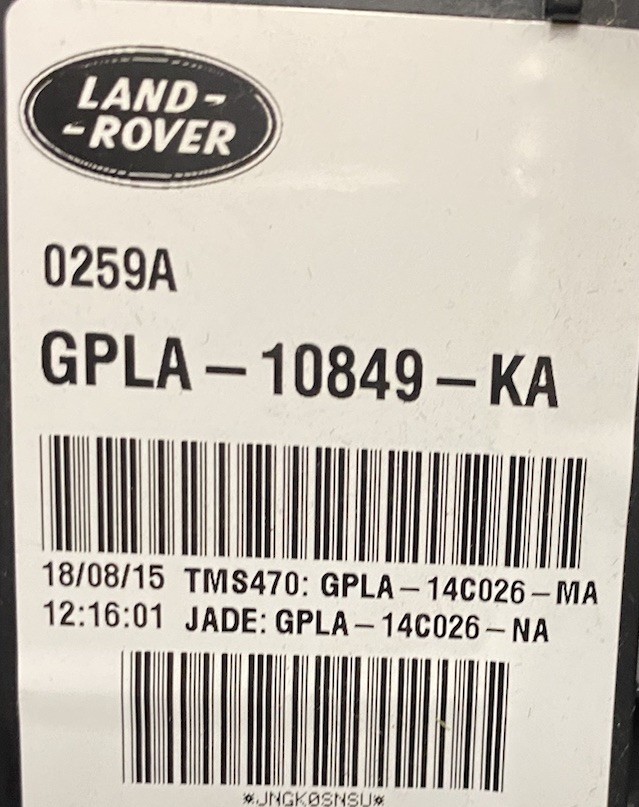 LAND-
-ROVER
0259A
GPLA-10849-KA
18/08/15 TMS470: GPLA-14C026-MA
12:16:01 JADE: GPLA-14C026-NA
*JNGK0SNSU*